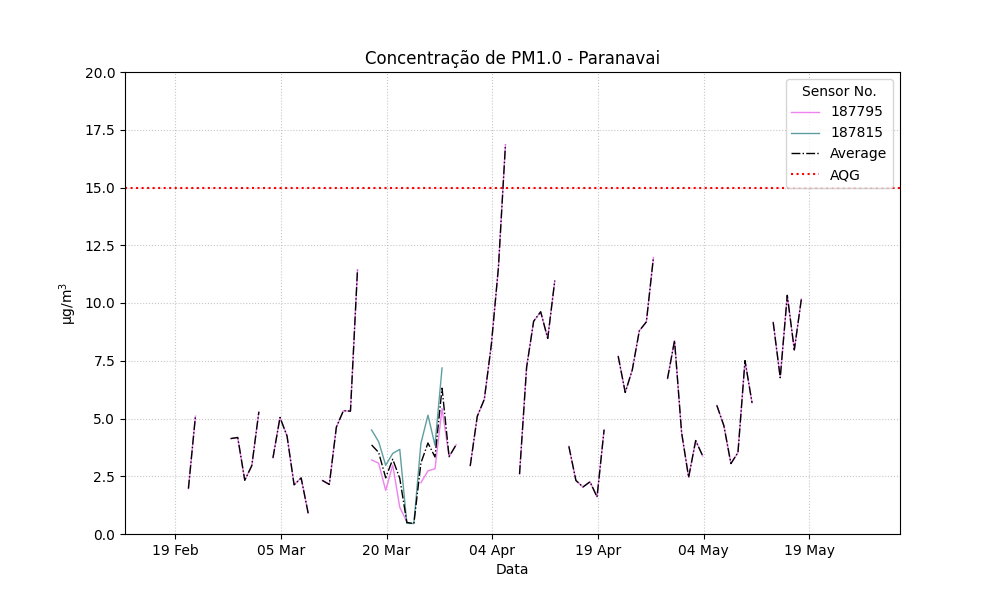 Concentração de PM1.0 - Paranavai
Sensor No.
187795
187815
Average
AQG
20.0
17.5
15.0
12.5
10.0
7.5
5.0
2.5
0.0
µg/m³
19 Feb
05 Mar
20 Mar
04 Apr
19 Apr
04 May
19 May
Data